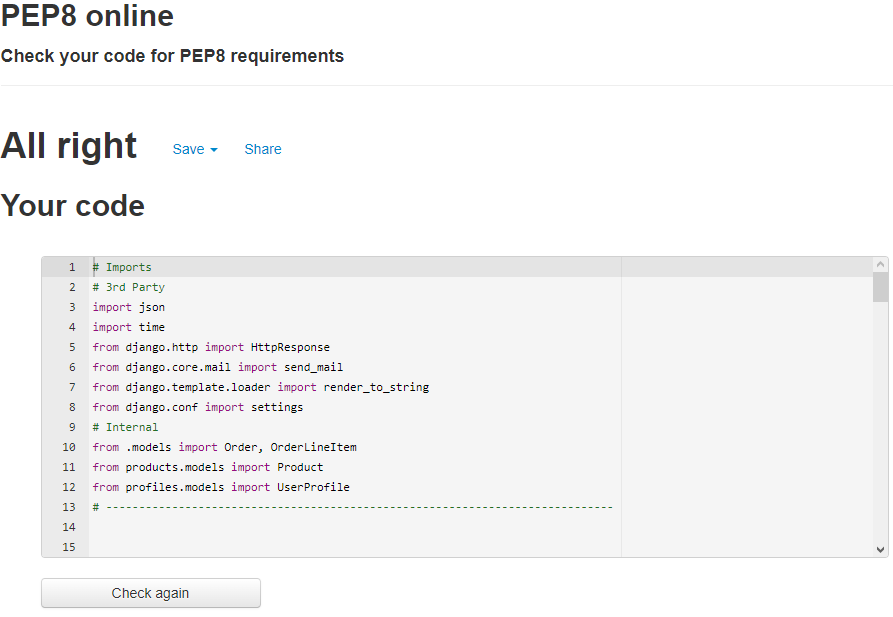 PEP8 online
Check your code for PEP8 requirements
All right Save Share
Your code
1 # Imports
2 # 3rd Party
3 import json
4 import time
5 from django.http import HttpResponse
6 from django.core.mail import send_mail
7 from django.template.loader import render_to_string
8 from django.conf import settings
9 # Internal
10 from .models import Order, OrderLineItem
11 from products.models import Product
12 from profiles.models import UserProfile
13 # -----------------------------------------------------------------------------
14
15
Check again